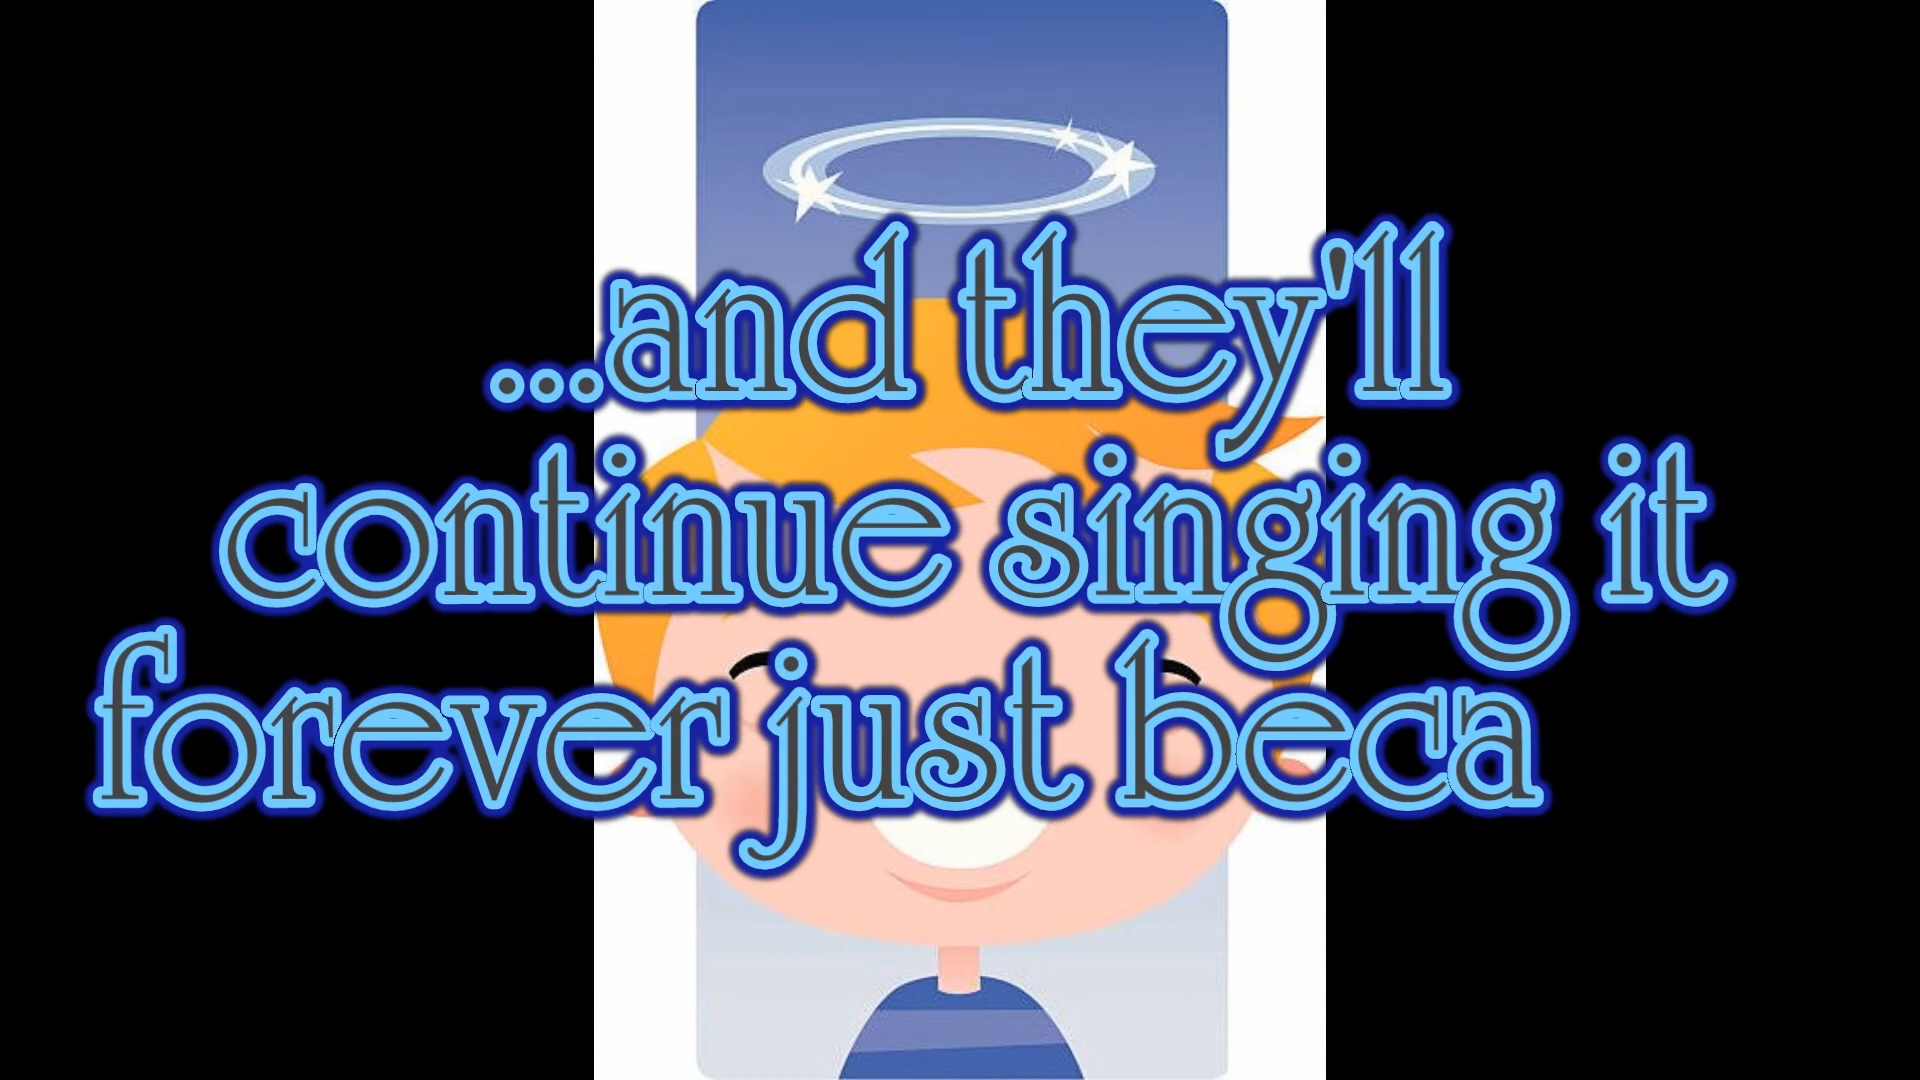 ...and they'll
continue singing it
forever just beca